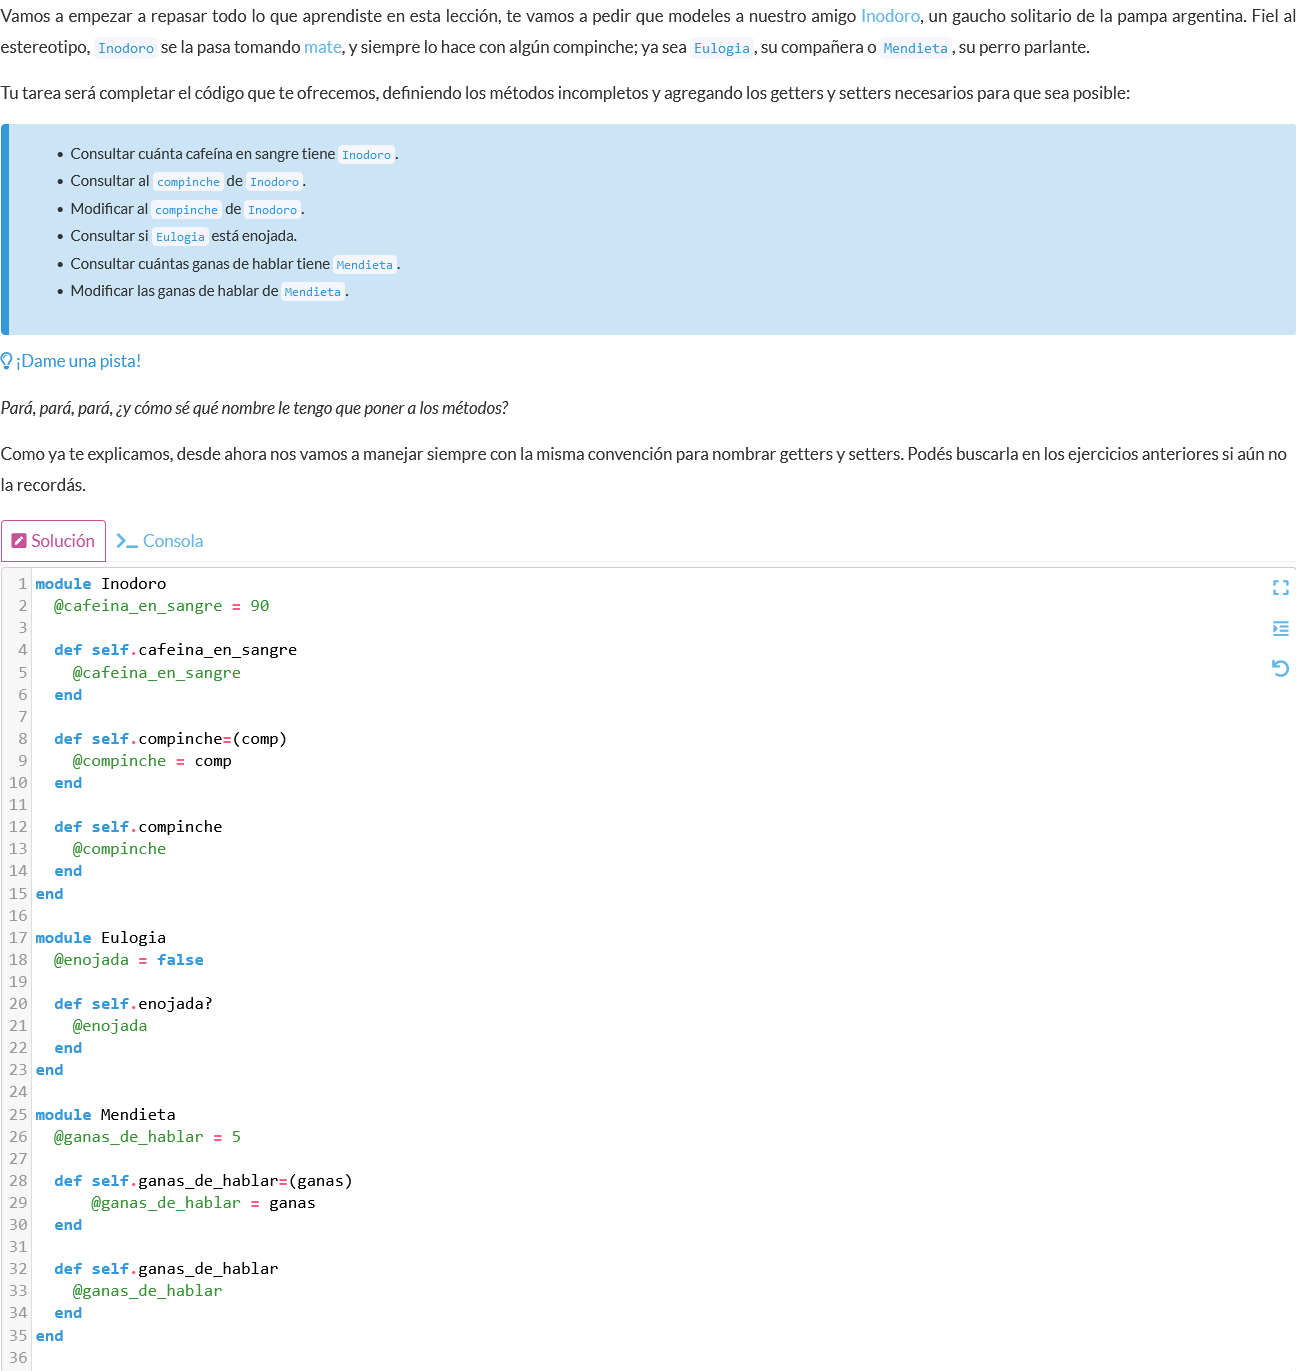 Vamos a empezar a repasar todo lo que aprendiste en esta lección, te vamos a pedir que modeles a nuestro amigo Inodoro, un gaucho solitario de la pampa argentina. Fiel al
estereotipo, Inodoro se la pasa tomando mate, y siempre lo hace con algún compinche; ya sea Eulogia, su compañera o Mendieta, su perro parlante.
Tu tarea será completar el código que te ofrecemos, definiendo los métodos incompletos y agregando los getters y setters necesarios para que sea posible:
• Consultar cuánta cafeína en sangre tiene Inodoro.
• Consultar al compinche de Inodoro.
• Modificar al compinche de Inodoro.
• Consultar si Eulogia está enojada.
• Consultar cuántas ganas de hablar tiene Mendieta.
• Modificar las ganas de hablar de Mendieta.
¡Dame una pista!
Pará, pará, pará, ¿y cómo sé qué nombre le tengo que poner a los métodos?
Como ya te explicamos, desde ahora nos vamos a manejar siempre con la misma convención para nombrar getters y setters. Podés buscarla en los ejercicios anteriores si aún no
la recordás.
Solución >_ Consola
1 module Inodoro
2   @cafeina_en_sangre = 90
3
4   def self.cafeina_en_sangre
5     @cafeina_en_sangre
6   end
7
8   def self.compinche=(comp)
9     @compinche = comp
10   end
11
12   def self.compinche
13     @compinche
14   end
15 end
16
17 module Eulogia
18   @enojada = false
19
20   def self.enojada?
21     @enojada
22   end
23 end
24
25 module Mendieta
26   @ganas_de_hablar = 5
27
28   def self.ganas_de_hablar=(ganas)
29       @ganas_de_hablar = ganas
30   end
31
32   def self.ganas_de_hablar
33     @ganas_de_hablar
34   end
35 end
36